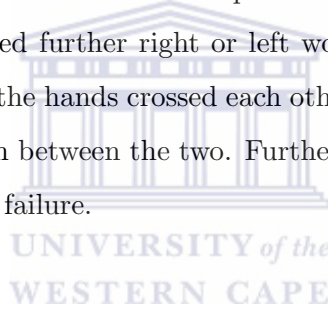 ed further right or left wo
the hands crossed each oth
n between the two. Furthe
failure.
UNIVERSITY of the
WESTERN CAPE